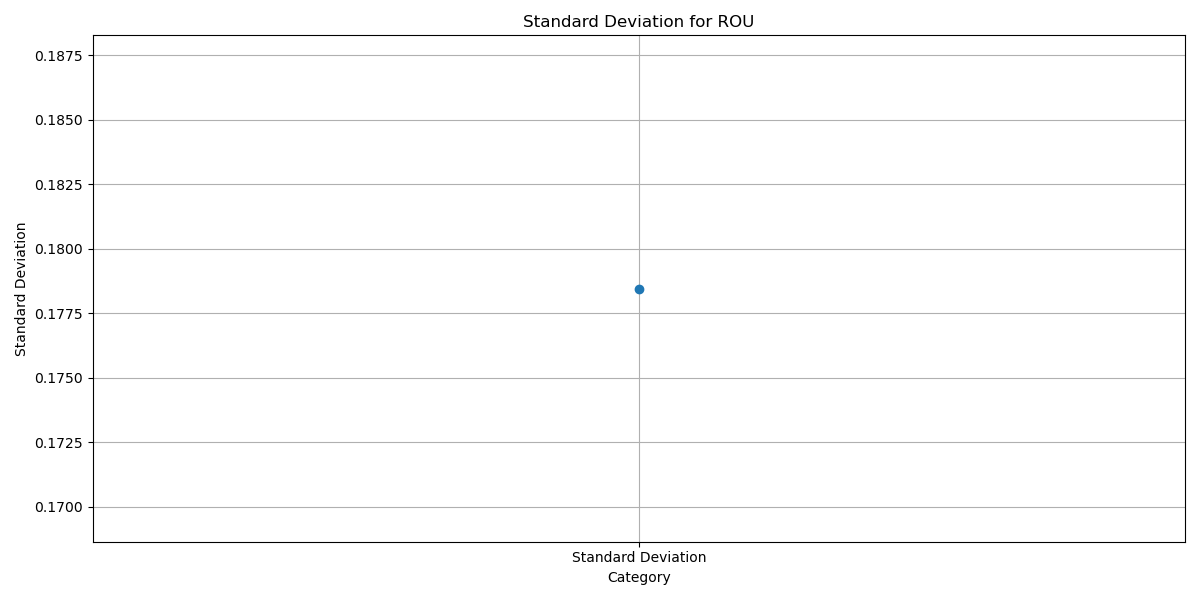 Standard Deviation for ROU
0.1875
0.1850
0.1825
0.1800
0.1775
0.1750
0.1725
0.1700
Standard Deviation
Standard Deviation
Category